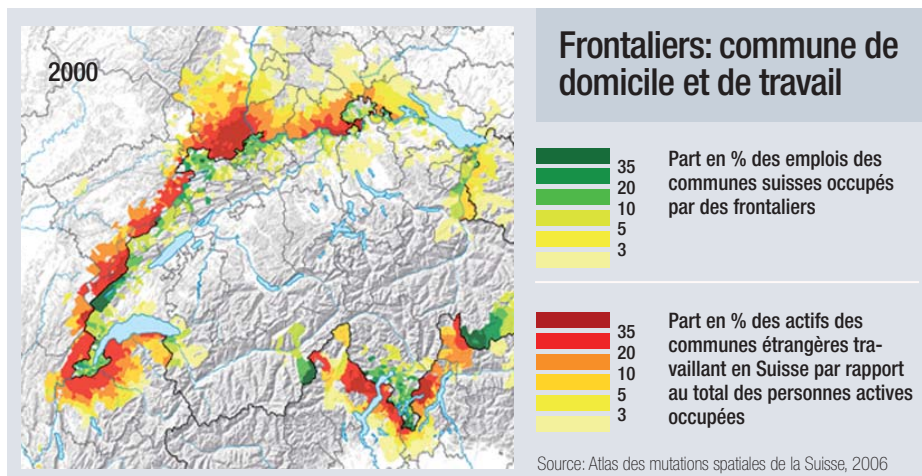 2000
Frontaliers: commune de
domicile et de travail
35
20
10
5
3
Part en % des emplois des
communes suisses occupés
par des frontaliers
35
20
10
5
3
Part en % des actifs des
communes étrangères tra-
vaillant en Suisse par rapport
au total des personnes actives
occupées
Source: Atlas des mutations spatiales de la Suisse, 2006